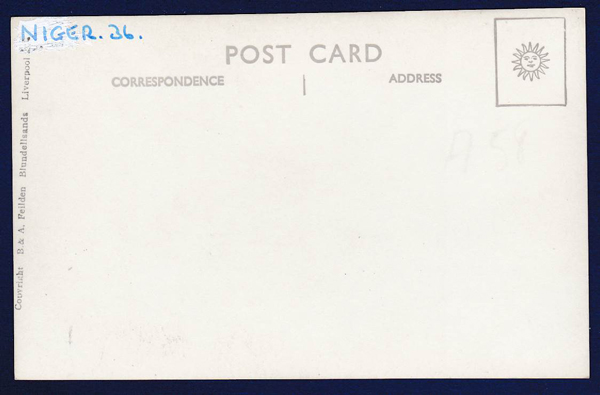 NIGER. 36.
POST CARD
CORRESPONDENCE
ADDRESS
Copyright B & A. Feilden Blundellsands Liverpool